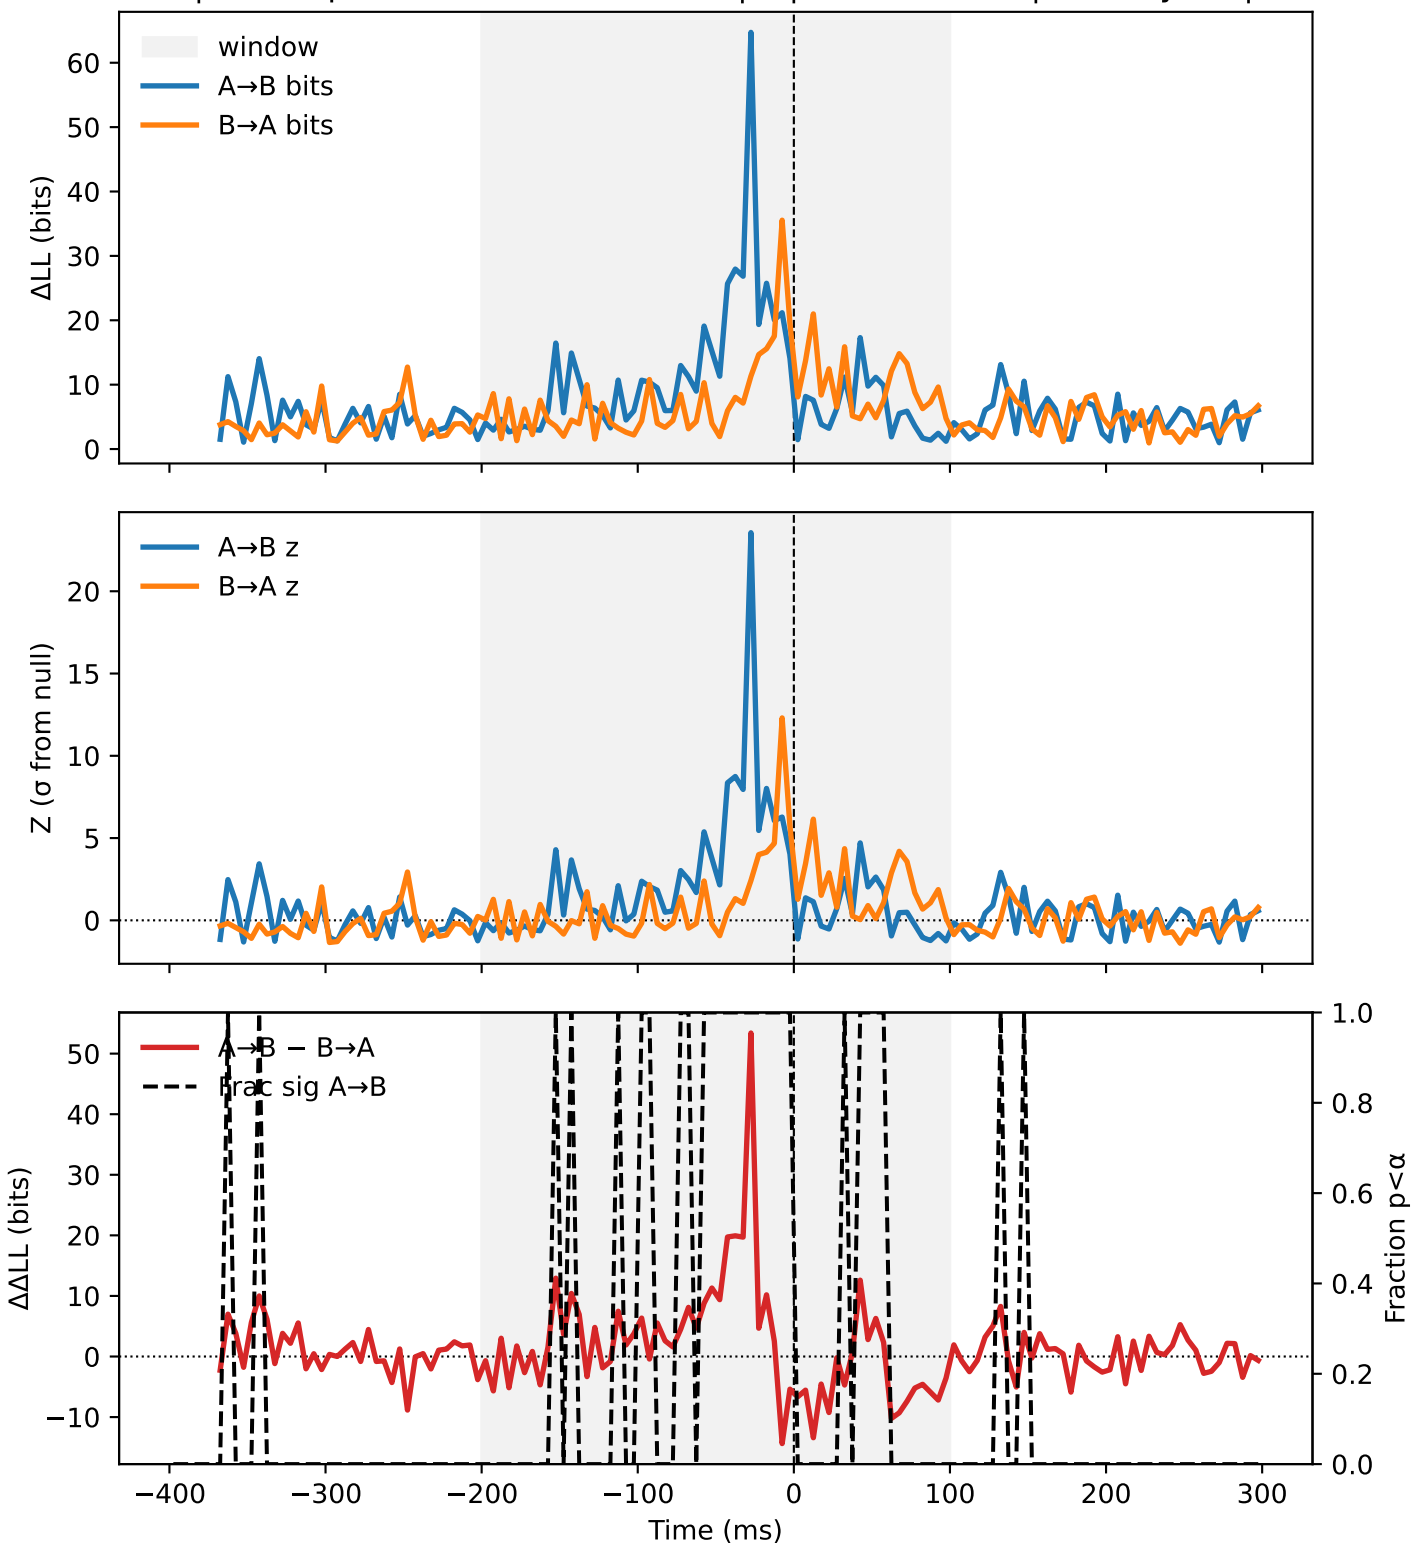 window
A→B bits
B→A bits
ΔLL (bits)
60
50
40
30
20
10
0
A→B z
B→A z
Z (σ from null)
20
15
10
5
0
A→B − B→A
Frac sig A→B
ΔΔLL (bits)
50
40
30
20
10
0
−10
1.0
0.8
0.6
0.4
0.2
0.0
Fraction p<α
−400 −300 −200 −100 0 100 200 300
Time (ms)